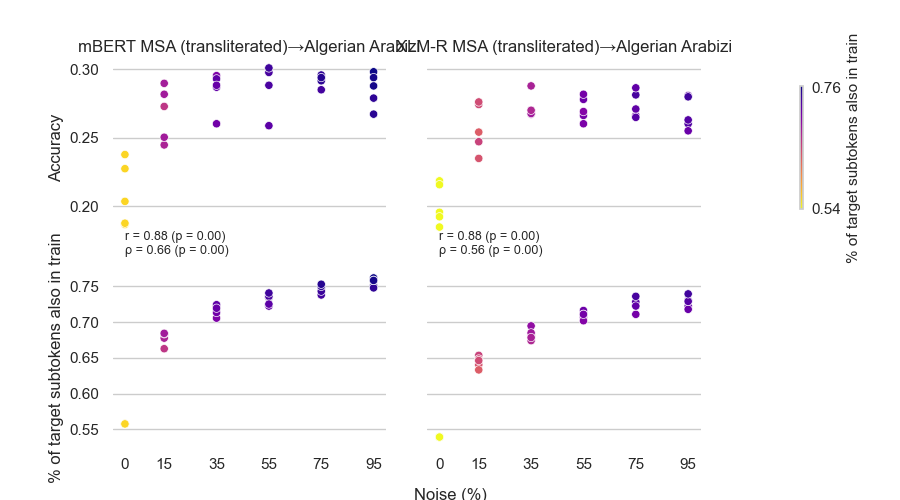 mBERT MSA (transliterated)→Algerian Arabizi
XLM-R MSA (transliterated)→Algerian Arabizi
0.30
0.25
0.20
Accuracy
r = 0.88 (p = 0.00)
ρ = 0.66 (p = 0.00)
r = 0.88 (p = 0.00)
ρ = 0.56 (p = 0.00)
0.76
0.54
% of target subtokens also in train
0.75
0.70
0.65
0.60
0.55
% of target subtokens also in train
0 15 35 55 75 95
0 15 35 55 75 95
Noise (%)